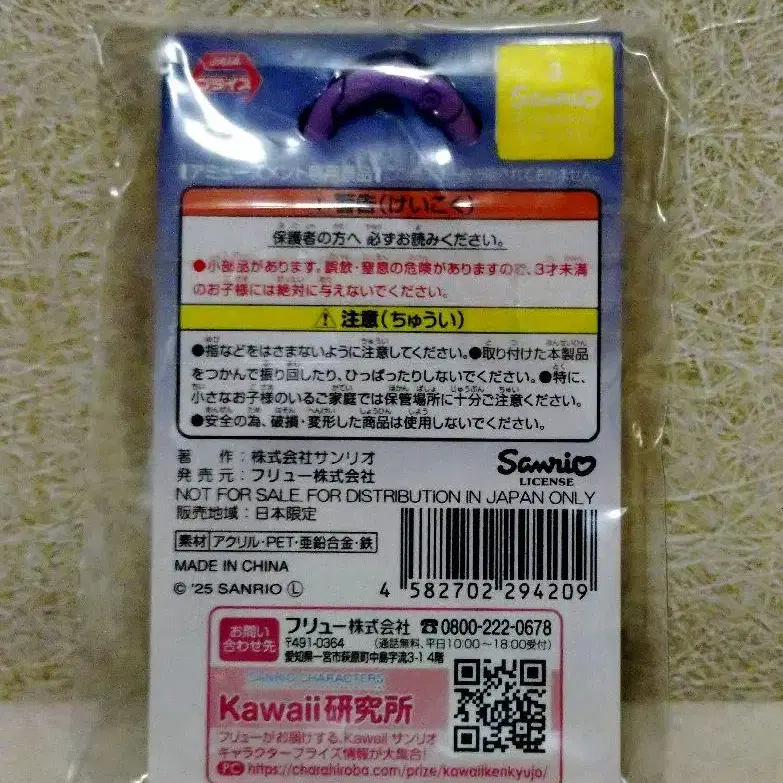 プライズ
Sanrio
【アミューズメント専用景品】
警告(けいこく)
保護者の方へ 必ずお読みください。
●小部品があります。誤飲・窒息の危険がありますので、3才未満
のお子様には絶対に与えないでください。
注意(ちゅうい)
●指などをはさまないように注意してください。●取り付けた本製品
をつかんで振り回したり、ひっぱったりしないでください。●特に、
小さなお子様のいるご家庭では保管場所に十分ご注意ください。
●安全の為、破損・変形した商品は使用しないでください。
著 作:株式会社サンリオ
発 売 元:フリュー株式会社
Sanrio
LICENSE
NOT FOR SALE. FOR DISTRIBUTION IN JAPAN ONLY
販売地域:日本限定
素材 アクリル・PET・亜鉛合金・鉄
MADE IN CHINA
© '25 SANRIO Ⓛ
4 582702 294209
お問い
合わせ先
フリュー株式会社 ☎0800-222-0678
〒491-0364 (通話無料、平日10:00~18:00受付)
愛知県一宮市萩原町中島字流3-1 4階
SANRIO CHARACTERS
Kawaii研究所
フリューがお届けする、Kawaii サンリオ
キャラクタープライズ情報が大集合!
PC https://charahiroba.com/prize/kawaiikenkyujo/